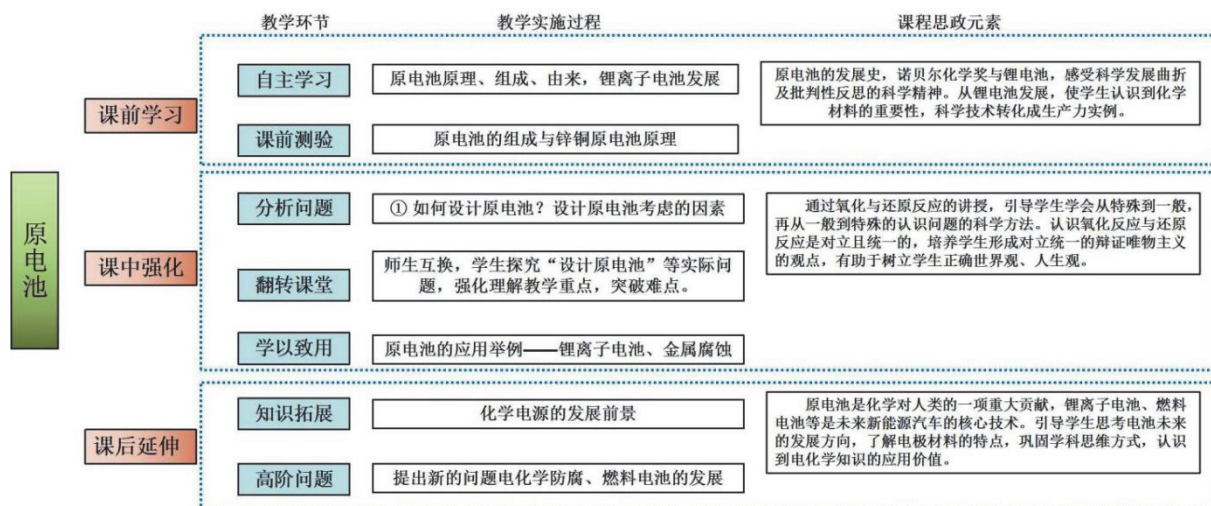 教学环节
教学实施过程
课程思政元素
原电池
课前学习
自主学习
原电池原理、组成、由来，锂离子电池发展
课前测验
原电池的组成与锌铜原电池原理
原电池的发展史，诺贝尔化学奖与锂电池，感受科学发展曲折
及批判性反思的科学精神。从锂电池发展，使学生认识到化学
材料的重要性，科学技术转化成生产力实例。
课中强化
分析问题
① 如何设计原电池？设计原电池考虑的因素
翻转课堂
师生互换，学生探究“设计原电池”等实际问
题，强化理解教学重点，突破难点。
学以致用
原电池的应用举例——锂离子电池、金属腐蚀
通过氧化与还原反应的讲授，引导学生学会从特殊到一般，
再从一般到特殊的认识问题的科学方法。认识氧化反应与还原
反应是对立且统一的，培养学生形成对立统一的辩证唯物主义
的观点，有助于树立学生正确世界观、人生观。
课后延伸
知识拓展
化学电源的发展前景
高阶问题
提出新的问题电化学防腐、燃料电池的发展
原电池是化学对人类的一项重大贡献，锂离子电池、燃料
电池等是未来新能源汽车的核心技术。引导学生思考电池未来
的发展方向，了解电极材料的特点，巩固学科思维方式，认识
到电化学知识的应用价值。